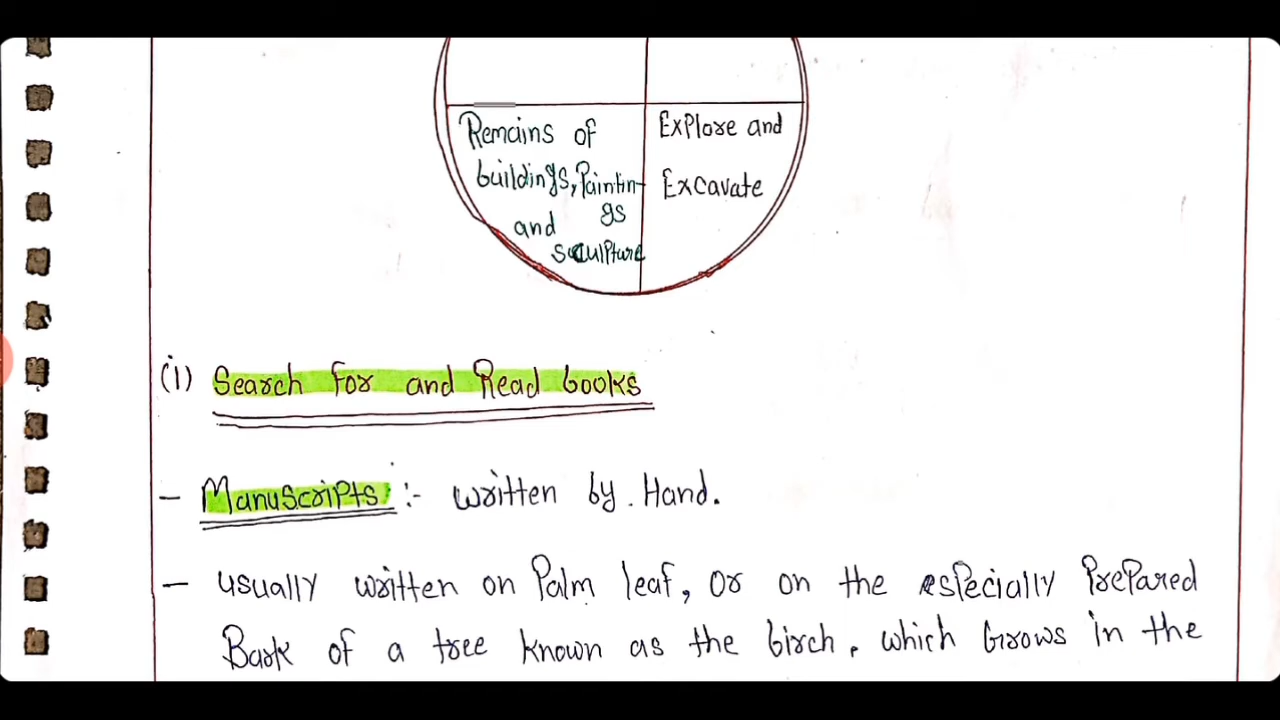 Remains of
buildings, Paintin-
gs
and
sculpture
Explore and
Excavate
(i) Search for and Read books
- Manuscripts :- written by Hand.
- usually written on Palm leaf, or on the especially Prepared
Bark of a tree known as the birch, which Grows in the